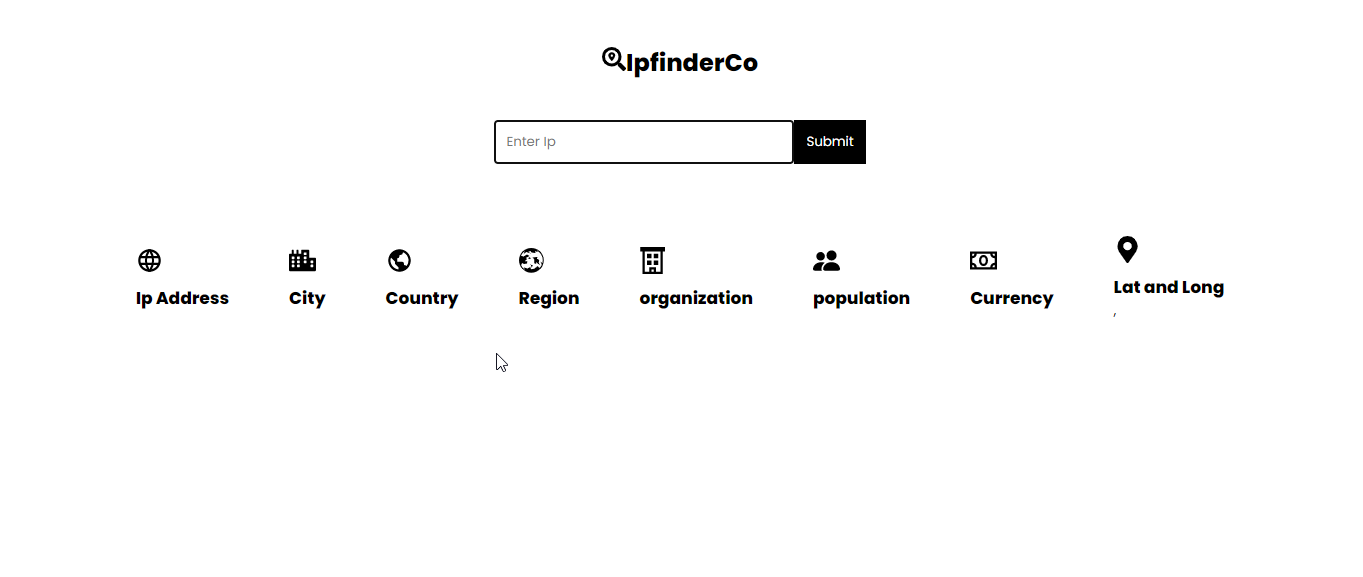 IpfinderCo
Enter Ip
Submit
Ip Address
City
Country
Region
organization
population
Currency
Lat and Long
,